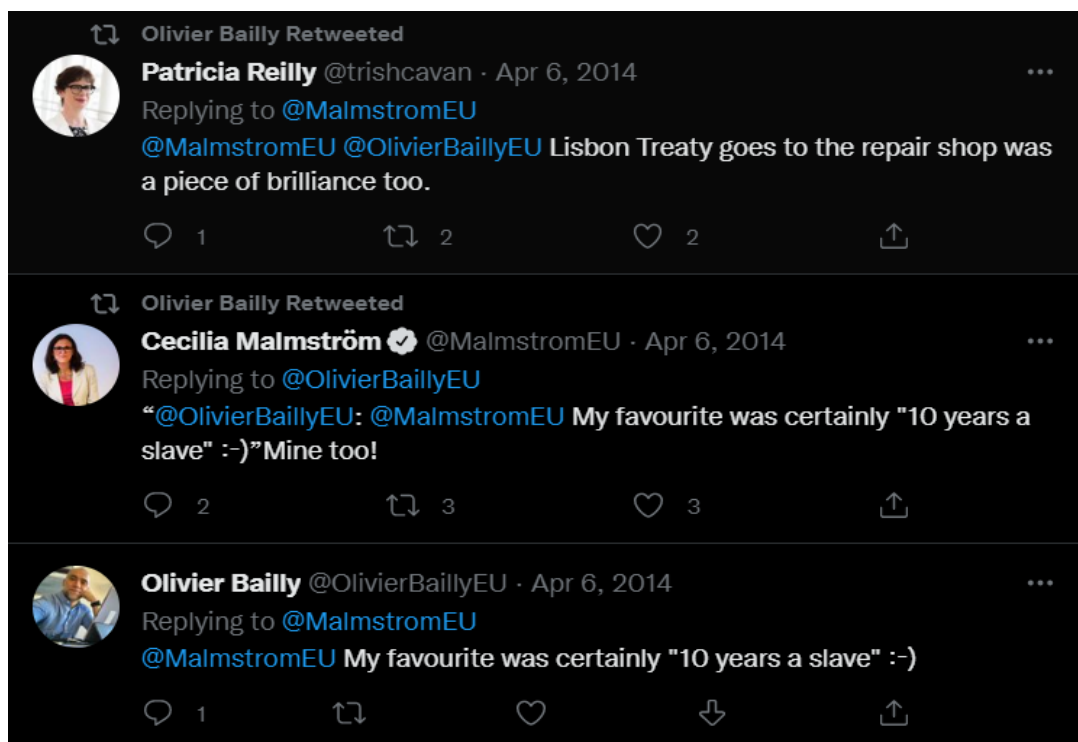 Olivier Bailly Retweeted
Patricia Reilly @trishcavan · Apr 6, 2014
Replying to @MalmstromEU
@MalmstromEU @OlivierBaillyEU Lisbon Treaty goes to the repair shop was
a piece of brilliance too.
1 2 2
Olivier Bailly Retweeted
Cecilia Malmström @MalmstromEU · Apr 6, 2014
Replying to @OlivierBaillyEU
“@OlivierBaillyEU: @MalmstromEU My favourite was certainly "10 years a
slave" :-)”Mine too!
2 3 3
Olivier Bailly @OlivierBaillyEU · Apr 6, 2014
Replying to @MalmstromEU
@MalmstromEU My favourite was certainly "10 years a slave" :-)
1